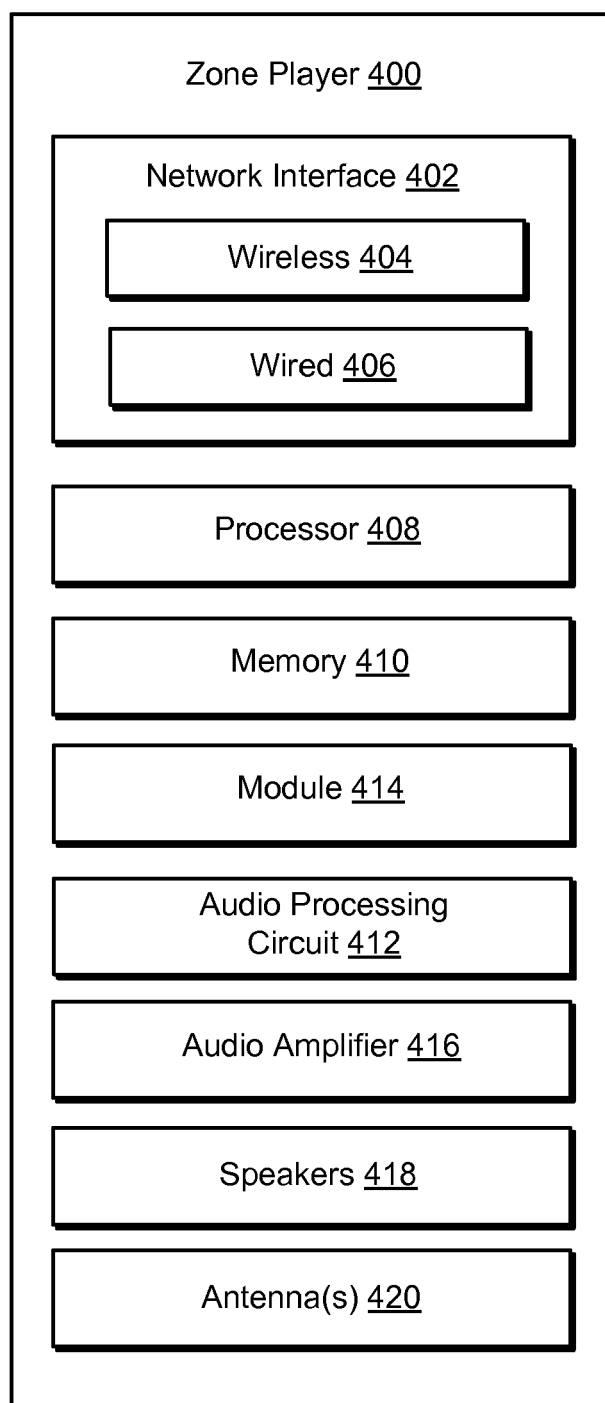 Zone Player 400
Network Interface 402
Wireless 404
Wired 406
Processor 408
Memory 410
Module 414
Audio Processing
Circuit 412
Audio Amplifier 416
Speakers 418
Antenna(s) 420